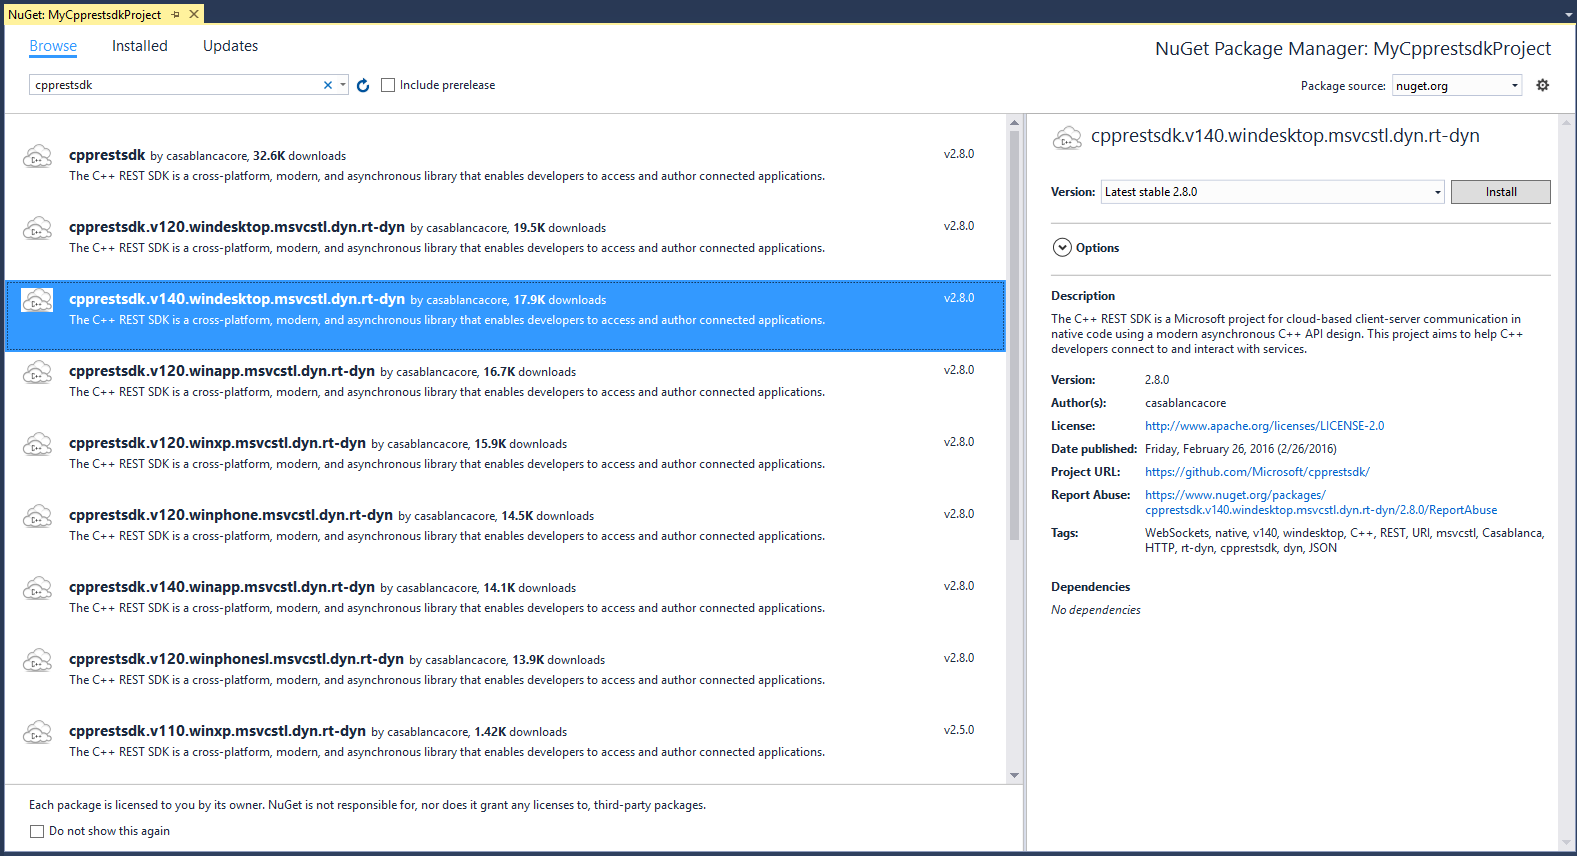 NuGet: MyCpprestsdkProject
Browse Installed Updates
NuGet Package Manager: MyCpprestsdkProject
cpprestsdk
Include prerelease
Package source: nuget.org
cpprestsdk by casablancacore, 32.6K downloads v2.8.0
The C++ REST SDK is a cross-platform, modern, and asynchronous library that enables developers to access and author connected applications.
cpprestsdk.v120.windesktop.msvcstl.dyn.rt-dyn by casablancacore, 19.5K downloads v2.8.0
The C++ REST SDK is a cross-platform, modern, and asynchronous library that enables developers to access and author connected applications.
cpprestsdk.v140.windesktop.msvcstl.dyn.rt-dyn by casablancacore, 17.9K downloads v2.8.0
The C++ REST SDK is a cross-platform, modern, and asynchronous library that enables developers to access and author connected applications.
cpprestsdk.v120.winapp.msvcstl.dyn.rt-dyn by casablancacore, 16.7K downloads v2.8.0
The C++ REST SDK is a cross-platform, modern, and asynchronous library that enables developers to access and author connected applications.
cpprestsdk.v120.winxp.msvcstl.dyn.rt-dyn by casablancacore, 15.9K downloads v2.8.0
The C++ REST SDK is a cross-platform, modern, and asynchronous library that enables developers to access and author connected applications.
cpprestsdk.v120.winphone.msvcstl.dyn.rt-dyn by casablancacore, 14.5K downloads v2.8.0
The C++ REST SDK is a cross-platform, modern, and asynchronous library that enables developers to access and author connected applications.
cpprestsdk.v140.winapp.msvcstl.dyn.rt-dyn by casablancacore, 14.1K downloads v2.8.0
The C++ REST SDK is a cross-platform, modern, and asynchronous library that enables developers to access and author connected applications.
cpprestsdk.v120.winphonesl.msvcstl.dyn.rt-dyn by casablancacore, 13.9K downloads v2.8.0
The C++ REST SDK is a cross-platform, modern, and asynchronous library that enables developers to access and author connected applications.
cpprestsdk.v110.winxp.msvcstl.dyn.rt-dyn by casablancacore, 1.42K downloads v2.5.0
The C++ REST SDK is a cross-platform, modern, and asynchronous library that enables developers to access and author connected applications.
Each package is licensed to you by its owner. NuGet is not responsible for, nor does it grant any licenses to, third-party packages.
Do not show this again
cpprestsdk.v140.windesktop.msvcstl.dyn.rt-dyn
Version: Latest stable 2.8.0 Install
Options
Description
The C++ REST SDK is a Microsoft project for cloud-based client-server communication in
native code using a modern asynchronous C++ API design. This project aims to help C++
developers connect to and interact with services.
Version: 2.8.0
Author(s): casablancacore
License: http://www.apache.org/licenses/LICENSE-2.0
Date published: Friday, February 26, 2016 (2/26/2016)
Project URL: https://github.com/Microsoft/cpprestsdk/
Report Abuse: https://www.nuget.org/packages/
cpprestsdk.v140.windesktop.msvcstl.dyn.rt-dyn/2.8.0/ReportAbuse
Tags: WebSockets, native, v140, windesktop, C++, REST, URI, msvcstl, Casablanca,
HTTP, rt-dyn, cpprestsdk, dyn, JSON
Dependencies
No dependencies